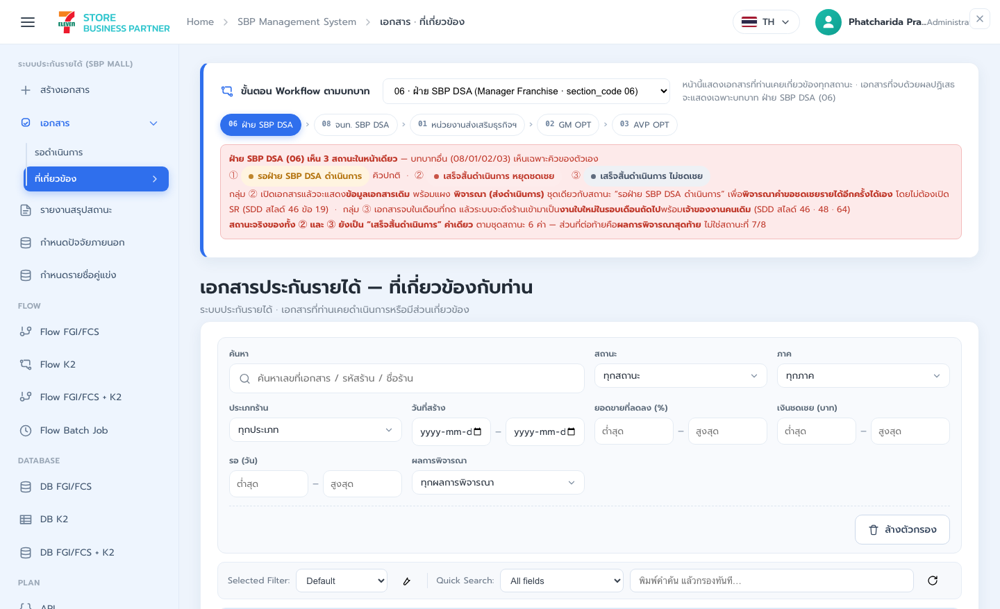 7
ELEVEN
STORE
BUSINESS PARTNER
Home
SBP Management System
เอกสาร · ที่เกี่ยวข้อง
TH
Phatcharida Pra...
ระบบประกันรายได้ (SBP MALL)
สร้างเอกสาร
เอกสาร
รอดำเนินการ
ที่เกี่ยวข้อง
รายงานสรุปสถานะ
กำหนดปัจจัยภายนอก
กำหนดรายชื่อคู่แข่ง
FLOW
Flow FGI/FCS
Flow K2
Flow FGI/FCS + K2
Flow Batch Job
DATABASE
DB FGI/FCS
DB K2
DB FGI/FCS + K2
PLAN
API
ขั้นตอน Workflow ตามบทบาท
06 · ฝ่าย SBP DSA (Manager Franchise · section_code 06)
หน้านี้แสดงเอกสารที่ท่านเคยเกี่ยวข้องทุกสถานะ · เอกสารที่จบด้วยผลปฏิเสธ
จะแสดงเฉพาะบทบาท ฝ่าย SBP DSA (06)
06 ฝ่าย SBP DSA › 08 จนท. SBP DSA › 01 หน่วยงานส่งเสริมธุรกิจฯ › 02 GM OPT › 03 AVP OPT
ฝ่าย SBP DSA (06) เห็น 3 สถานะในหน้าเดียว — บทบาทอื่น (08/01/02/03) เห็นเฉพาะคิวของตัวเอง
① รอฝ่าย SBP DSA ดำเนินการ คิวปกติ · ② เสร็จสิ้นดำเนินการ หยุดชดเชย ③ เสร็จสิ้นดำเนินการ ไม่ชดเชย
กลุ่ม ② เปิดเอกสารแล้วจะแสดงข้อมูลเอกสารเดิม พร้อมแผง พิจารณา (ส่งดำเนินการ) ชุดเดียวกับสถานะ "รอฝ่าย SBP DSA ดำเนินการ" เพื่อพิจารณาคำขอชดเชยรายได้อีกครั้งได้เอง โดยไม่ต้องเปิด
SR (SDD สไลด์ 46 ข้อ 1.9) · กลุ่ม ③ เอกสารจบในเดือนที่กด แล้วระบบจะดึงร้านเข้ามาเป็นงานใบใหม่ในรอบเดือนถัดไปพร้อมเจ้าของงานคนเดิม (SDD สไลด์ 46 · 48 · 64)
สถานะจริงของทั้ง ② และ ③ ยังเป็น "เสร็จสิ้นดำเนินการ" ค่าเดียว ตามชุดสถานะ 6 ค่า — ส่วนที่ต่อท้ายคือผลการพิจารณาสุดท้าย ไม่ใช่สถานะที่ 7/8
เอกสารประกันรายได้ — ที่เกี่ยวข้องกับท่าน
ระบบประกันรายได้ · เอกสารที่ท่านเคยดำเนินการหรือมีส่วนเกี่ยวข้อง
ค้นหา
สถานะ
ภาค
ค้นหาเลขที่เอกสาร / รหัสร้าน / ชื่อร้าน
ทุกสถานะ
ทุกภาค
ประเภทร้าน
วันที่สร้าง
ยอดขายที่ลดลง (%)
เงินชดเชย (บาท)
ทุกประเภท
yyyy-mm-d – yyyy-mm-d
ต่ำสุด – สูงสุด
ต่ำสุด – สูงสุด
รอ (วัน)
ผลการพิจารณา
ต่ำสุด – สูงสุด
ทุกผลการพิจารณา
ล้างตัวกรอง
Selected Filter: Default
Quick Search: All fields
พิมพ์คำค้น แล้วกรองทันที...